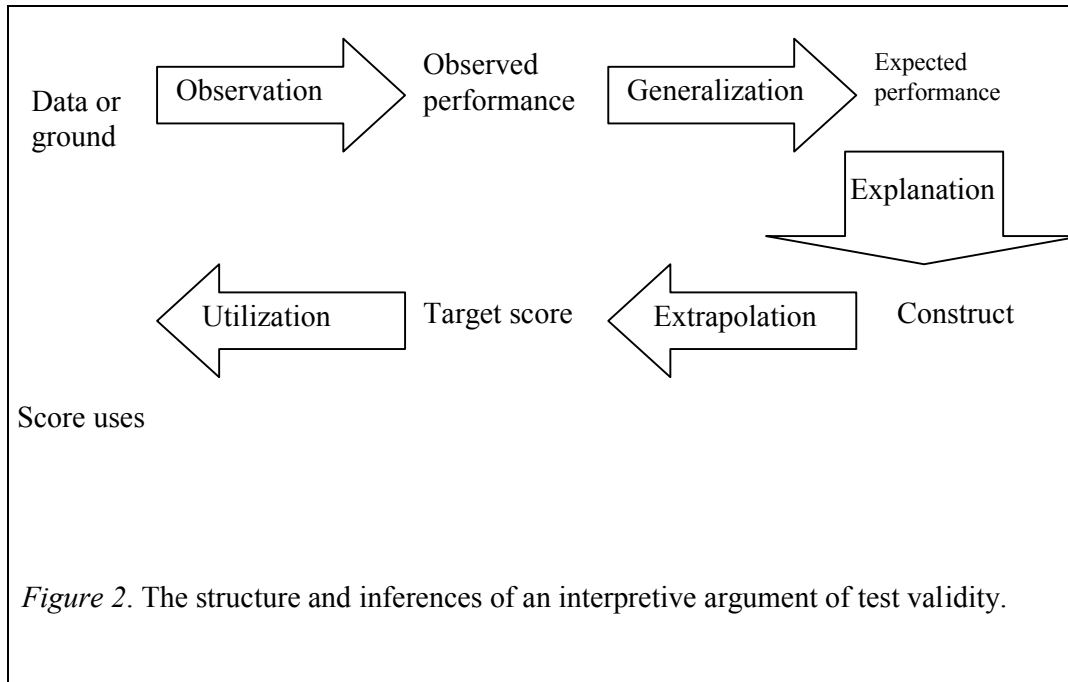 Data or
ground
Observation
Observed
performance
Generalization
Expected
performance
Explanation
Construct
Extrapolation
Target score
Utilization
Score uses
Figure 2. The structure and inferences of an interpretive argument of test validity.